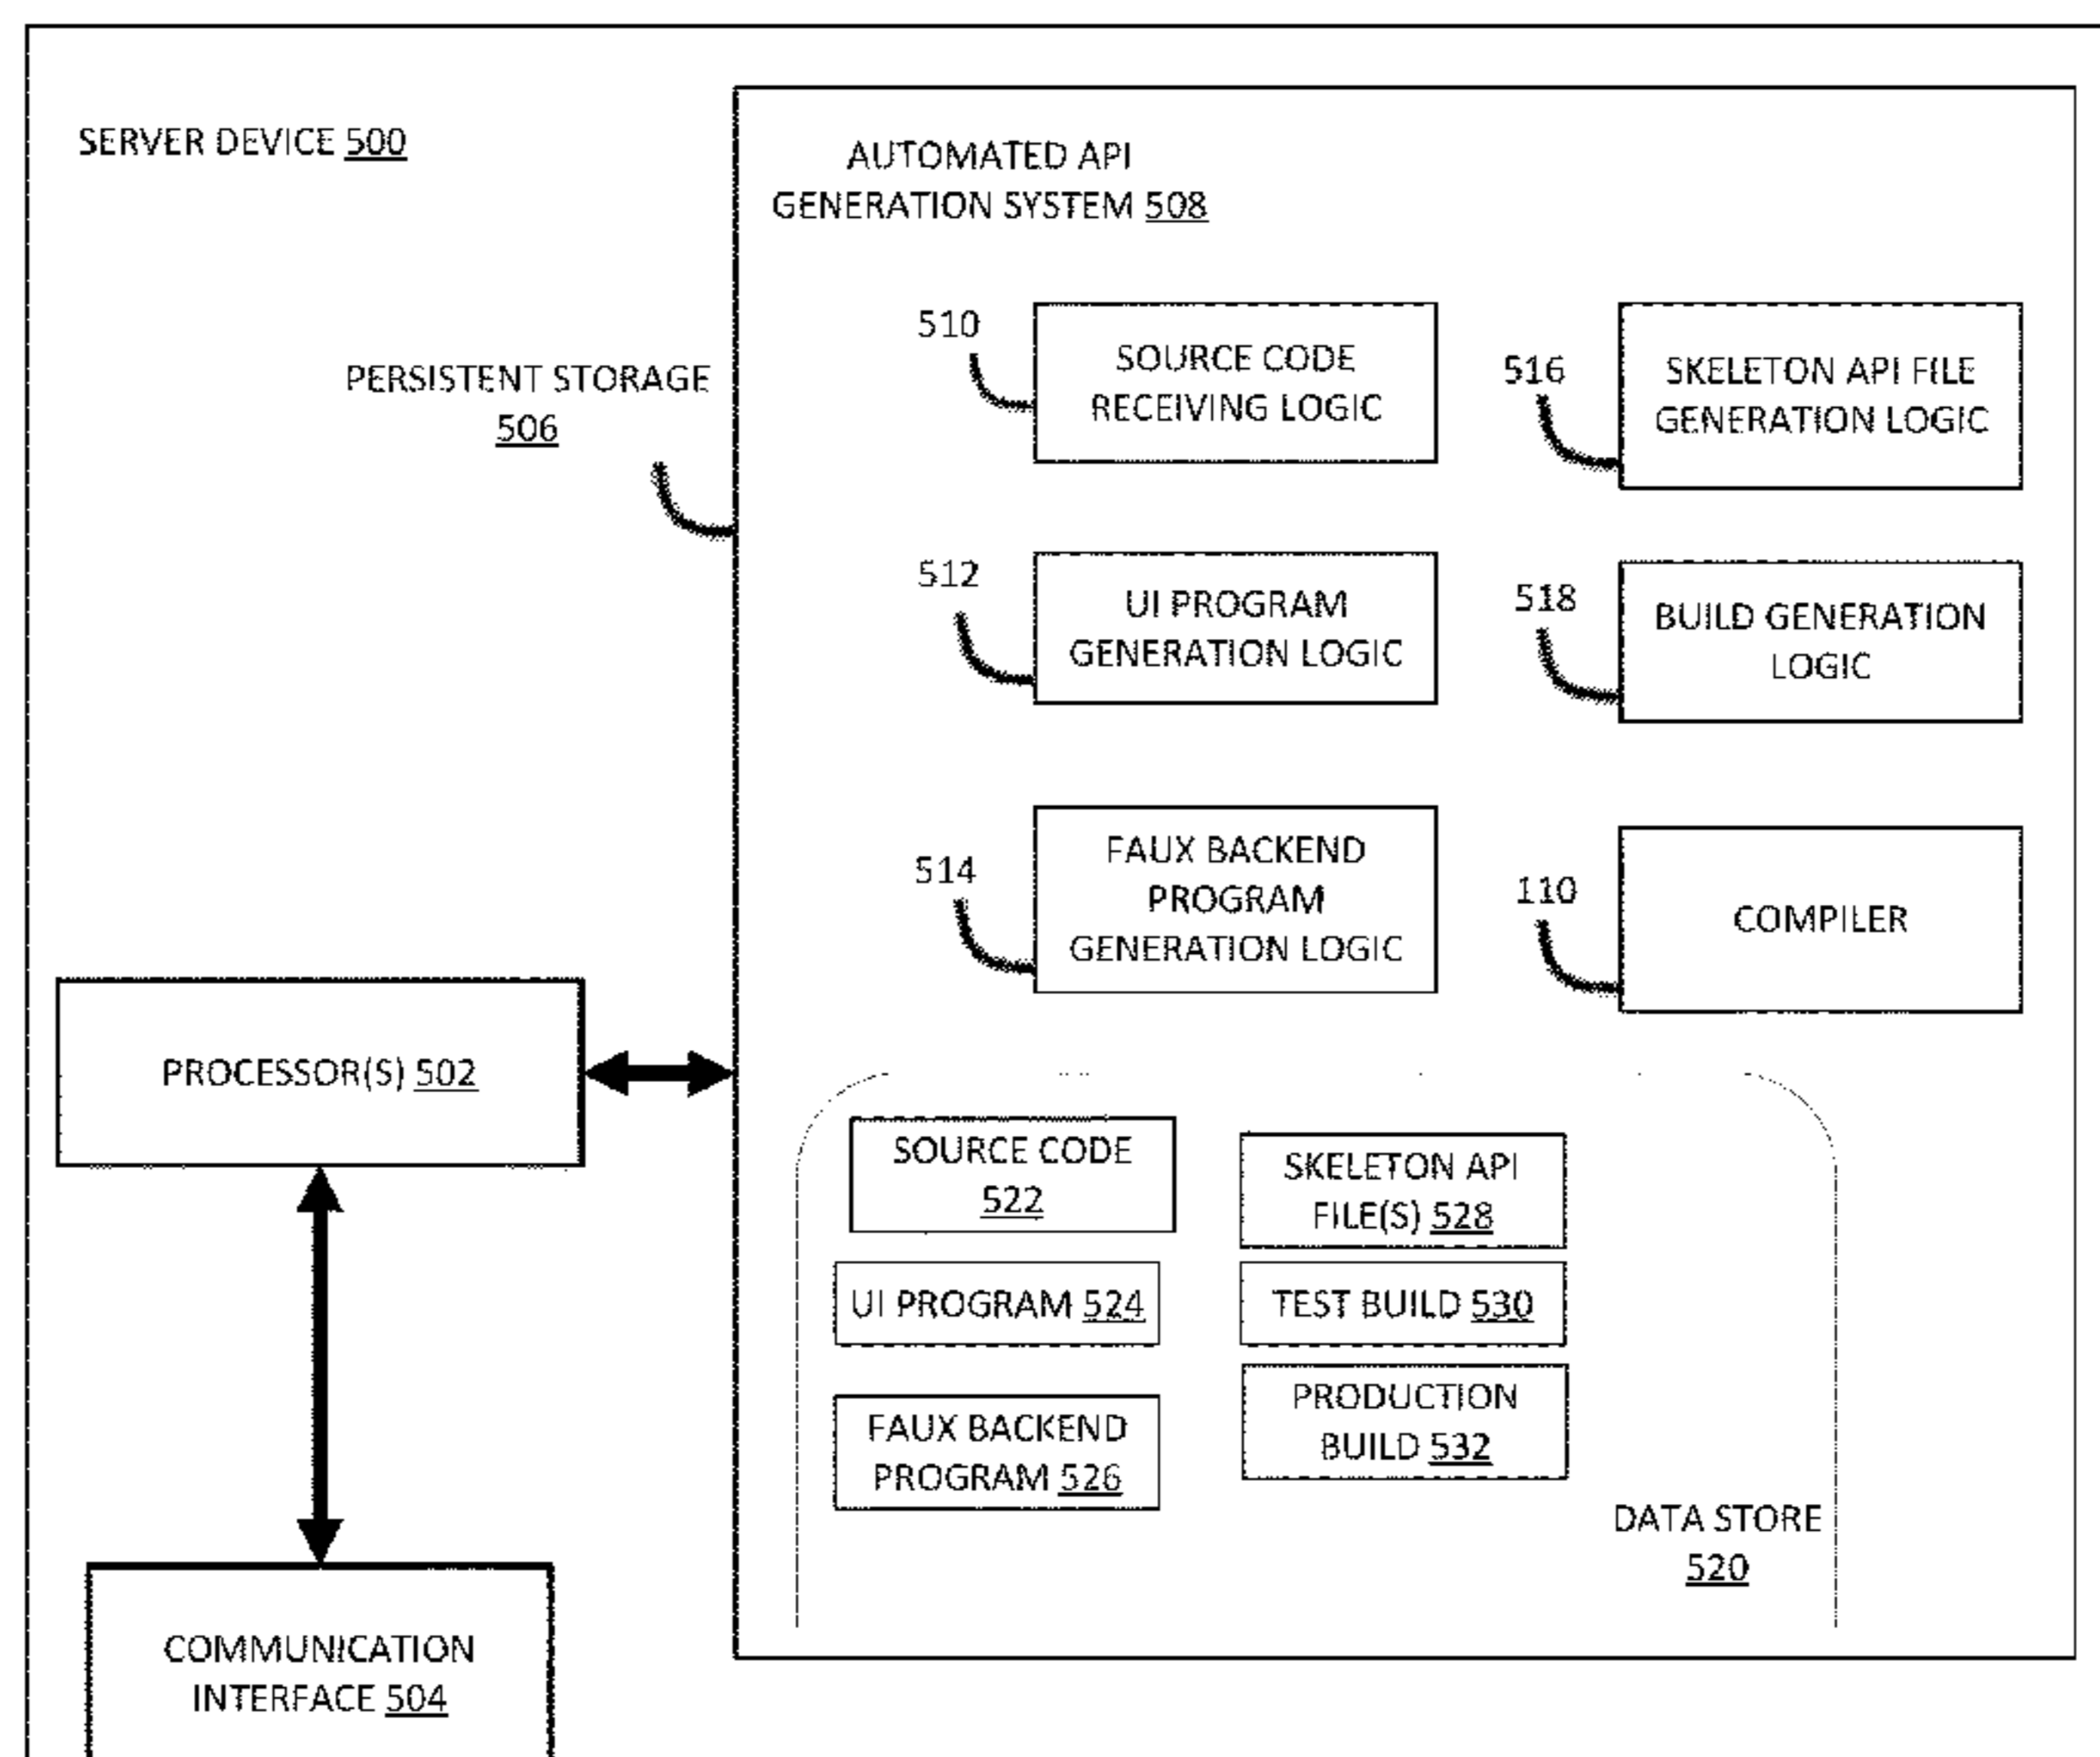 SERVER DEVICE 500
AUTOMATED API
GENERATION SYSTEM 508
PERSISTENT STORAGE
506
510
SOURCE CODE
RECEIVING LOGIC
516
SKELETON API FILE
GENERATION LOGIC
512
UI PROGRAM
GENERATION LOGIC
518
BUILD GENERATION
LOGIC
514
FAUX BACKEND
PROGRAM
GENERATION LOGIC
110
COMPILER
PROCESSOR(S) 502
SOURCE CODE
522
SKELETON API
FILE(S) 528
UI PROGRAM 524
TEST BUILD 530
FAUX BACKEND
PROGRAM 526
PRODUCTION
BUILD 532
DATA STORE
520
COMMUNICATION
INTERFACE 504